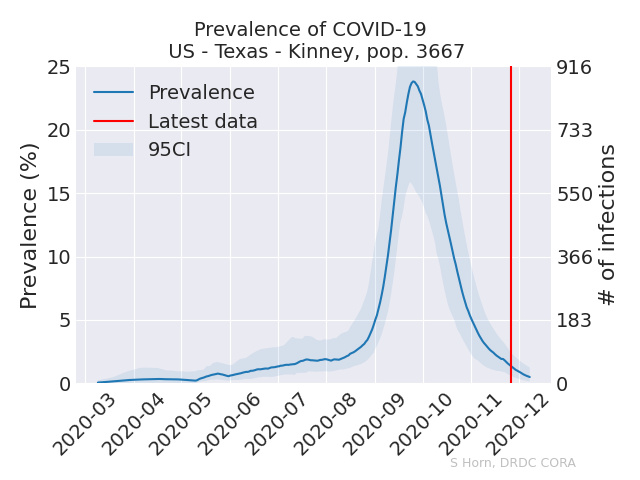 Prevalence of COVID-19
US - Texas - Kinney, pop. 3667
Prevalence
Latest data
95CI
Prevalence (%)
25
20
15
10
5
0
916
733
550
366
183
0
# of infections
2020-03
2020-04
2020-05
2020-06
2020-07
2020-08
2020-09
2020-10
2020-11
2020-12
S Horn, DRDC CORA